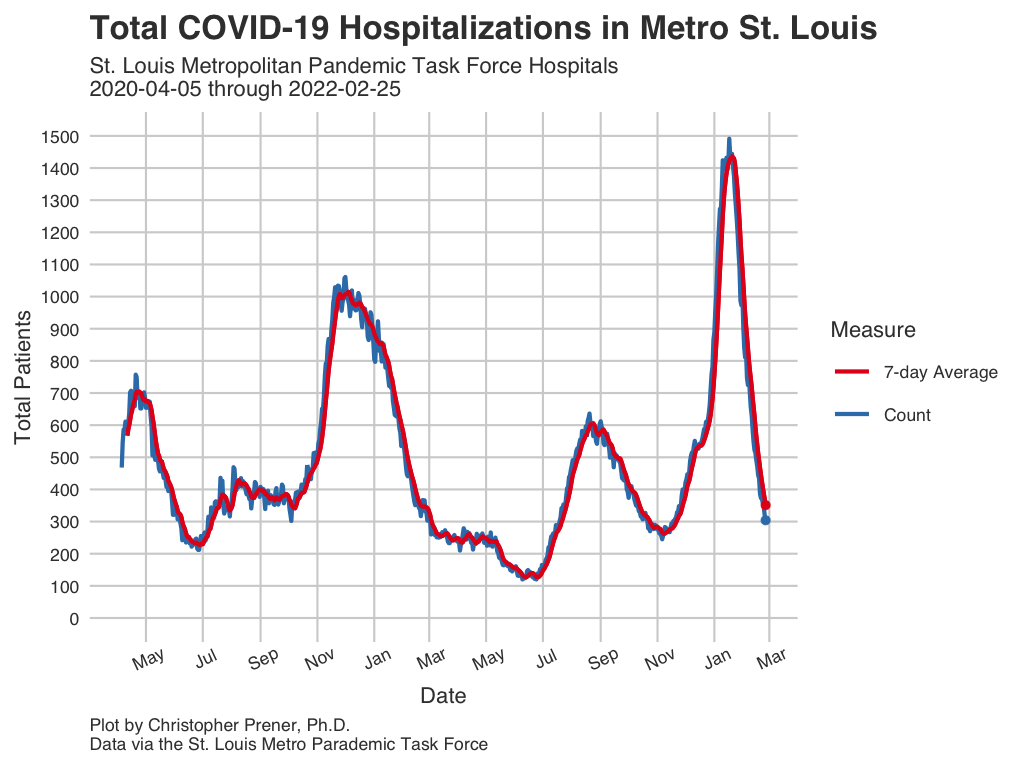 Total COVID-19 Hospitalizations in Metro St. Louis
St. Louis Metropolitan Pandemic Task Force Hospitals
2020-04-05 through 2022-02-25
1500
1400
1300
1200
1100
1000
900
800
700
600
500
400
300
200
100
0
Total Patients
May Jul Sep Nov Jan Mar May Jul Sep Nov Jan Mar
Date
Measure
7-day Average
Count
Plot by Christopher Prener, Ph.D.
Data via the St. Louis Metro Parademic Task Force